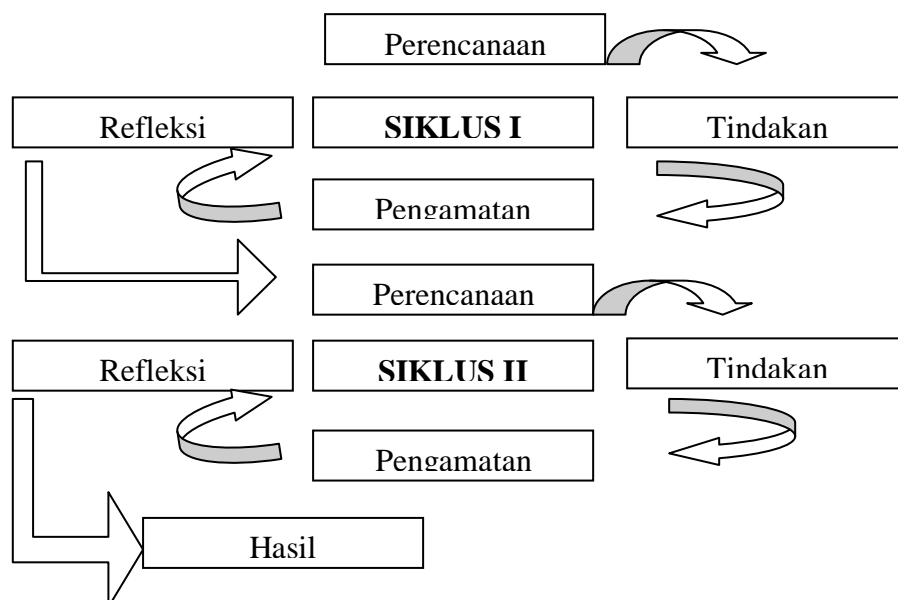 Perencanaan
Refleksi
SIKLUS I
Tindakan
Pengamatan
Perencanaan
Refleksi
SIKLUS II
Tindakan
Pengamatan
Hasil